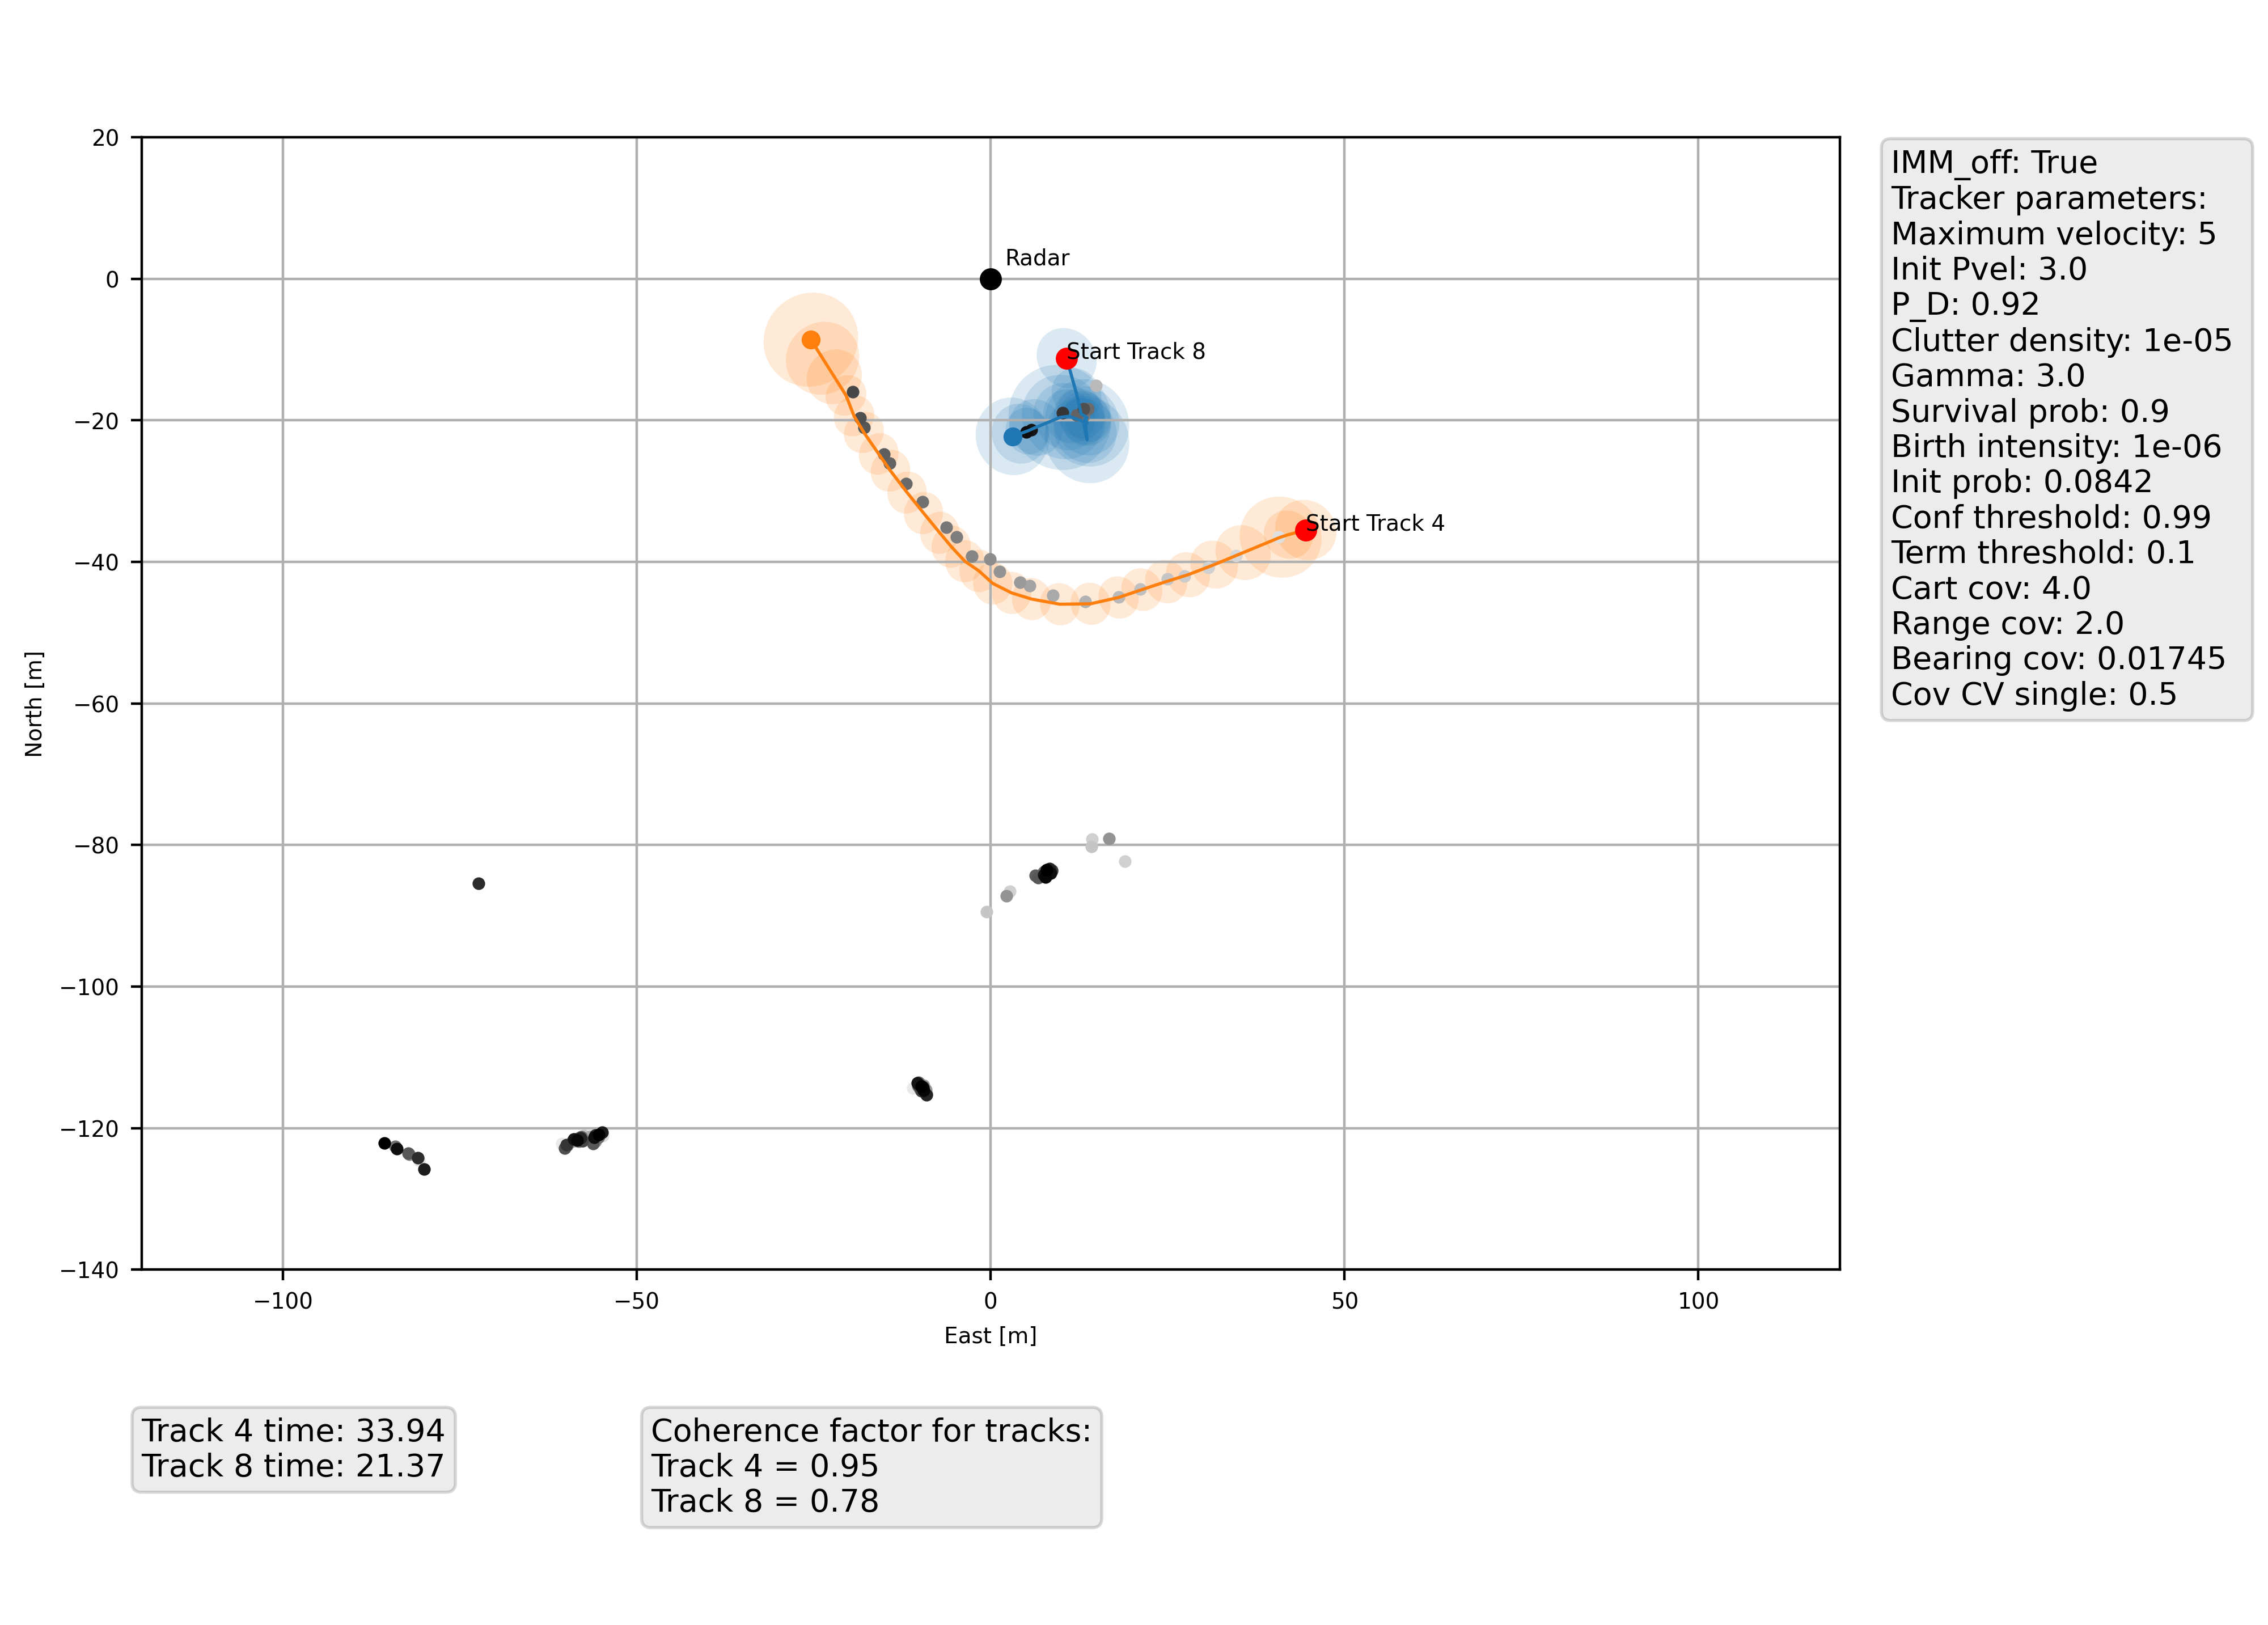 20
0
−20
−40
−60
−80
−100
−120
−140
North [m]
−100
−50
0
50
100
East [m]
Radar
Start Track 8
Start Track 4
IMM_off: True
Tracker parameters:
Maximum velocity: 5
Init Pvel: 3.0
P_D: 0.92
Clutter density: 1e-05
Gamma: 3.0
Survival prob: 0.9
Birth intensity: 1e-06
Init prob: 0.0842
Conf threshold: 0.99
Term threshold: 0.1
Cart cov: 4.0
Range cov: 2.0
Bearing cov: 0.01745
Cov CV single: 0.5
Track 4 time: 33.94
Track 8 time: 21.37
Coherence factor for tracks:
Track 4 = 0.95
Track 8 = 0.78